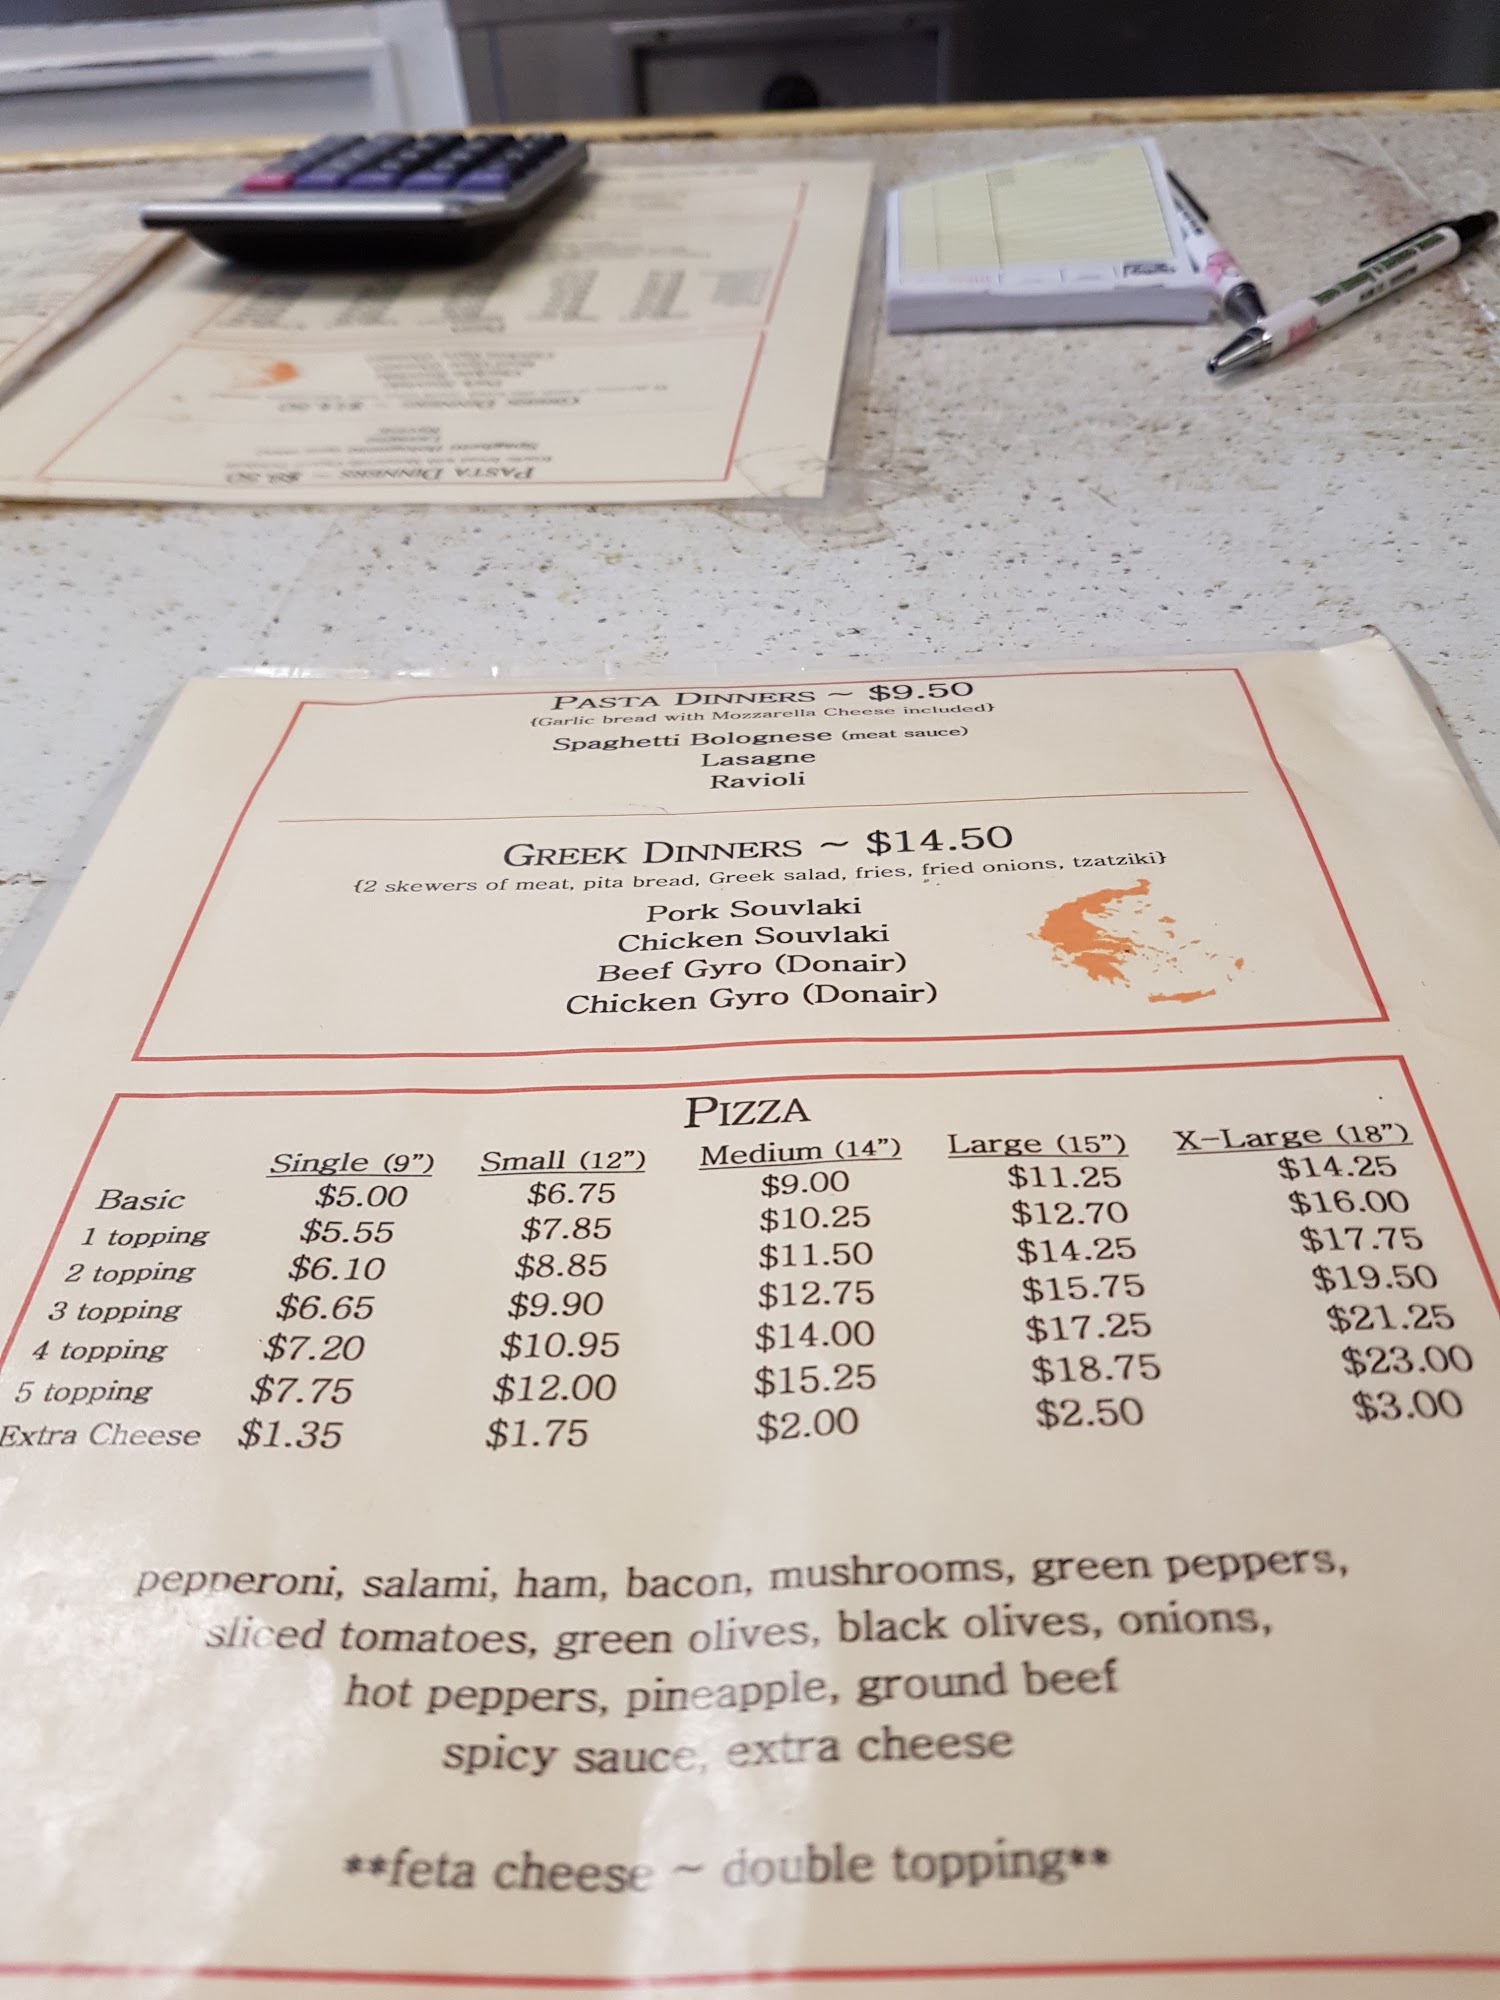 PASTA DINNERS ~ $9.50
{Garlic bread with Mozzarella Cheese included}
Spaghetti Bolognese (meat sauce)
Lasagne
Ravioli
GREEK DINNERS ~ $14.50
{2 skewers of meat, pita bread, Greek salad, fries, fried onions, tzatziki}
Pork Souvlaki
Chicken Souvlaki
Beef Gyro (Donair)
Chicken Gyro (Donair)
PIZZA
Single (9") Small (12") Medium (14") Large (15") X-Large (18")
Basic $5.00 $6.75 $9.00 $11.25 $14.25
1 topping $5.55 $7.85 $10.25 $12.70 $16.00
2 topping $6.10 $8.85 $11.50 $14.25 $17.75
3 topping $6.65 $9.90 $12.75 $15.75 $19.50
4 topping $7.20 $10.95 $14.00 $17.25 $21.25
5 topping $7.75 $12.00 $15.25 $18.75 $23.00
Extra Cheese $1.35 $1.75 $2.00 $2.50 $3.00
pepperoni, salami, ham, bacon, mushrooms, green peppers,
sliced tomatoes, green olives, black olives, onions,
hot peppers, pineapple, ground beef
spicy sauce, extra cheese
**feta cheese ~ double topping**
PASTA DINNERS ~ $9.50